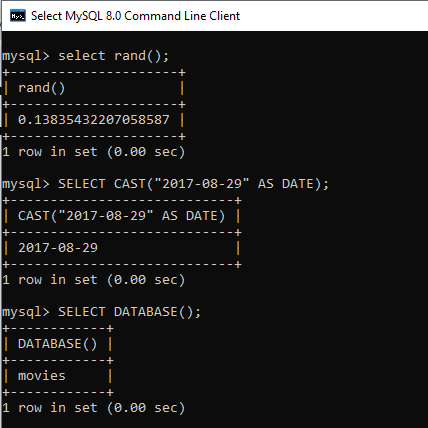 Select MySQL 8.0 Command Line Client
mysql> select rand();
+---------------------+
| rand()              |
+---------------------+
| 0.13835432207058587 |
+---------------------+
1 row in set (0.00 sec)
mysql> SELECT CAST("2017-08-29" AS DATE);
+----------------------------+
| CAST("2017-08-29" AS DATE) |
+----------------------------+
| 2017-08-29                 |
+----------------------------+
1 row in set (0.00 sec)
mysql> SELECT DATABASE();
+------------+
| DATABASE() |
+------------+
| movies     |
+------------+
1 row in set (0.00 sec)